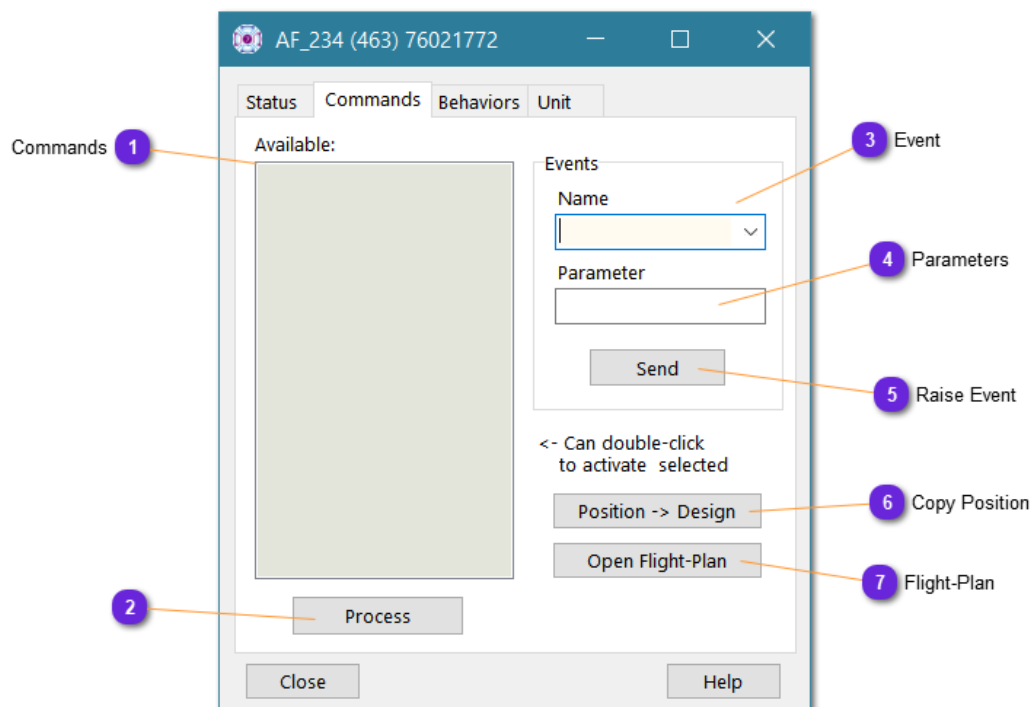 AF_234 (463) 76021772
Status Commands Behaviors Unit
Commands 1
Available:
Events
3 Event
Name
4 Parameters
Parameter
Send
5 Raise Event
<- Can double-click
to activate selected
Position -> Design
6 Copy Position
Open Flight-Plan
7 Flight-Plan
2
Process
Close
Help